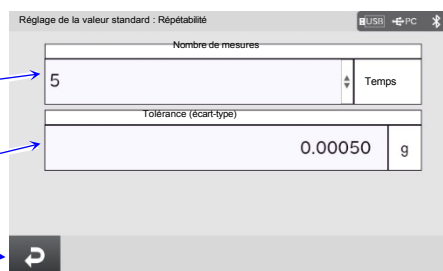 Réglage de la valeur standard : Répétabilité USB PC
Nombre de mesures
5 Temps
Tolérance (écart-type)
0.00050 g